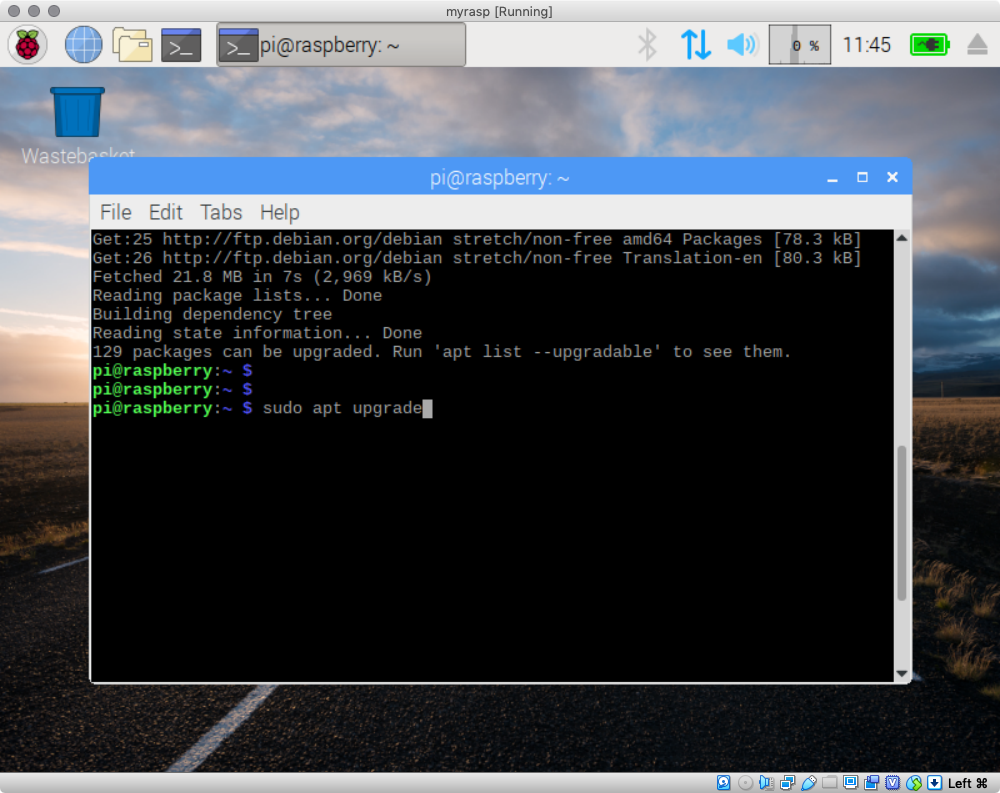 myrasp [Running]
pi@raspberry: ~
0 %
11:45
Wastebasket
pi@raspberry: ~
File Edit Tabs Help
Get:25 http://ftp.debian.org/debian stretch/non-free amd64 Packages [78.3 kB]
Get:26 http://ftp.debian.org/debian stretch/non-free Translation-en [80.3 kB]
Fetched 21.8 MB in 7s (2,969 kB/s)
Reading package lists... Done
Building dependency tree
Reading state information... Done
129 packages can be upgraded. Run 'apt list --upgradable' to see them.
pi@raspberry:~ $
pi@raspberry:~ $
pi@raspberry:~ $ sudo apt upgrade
Left ⌘